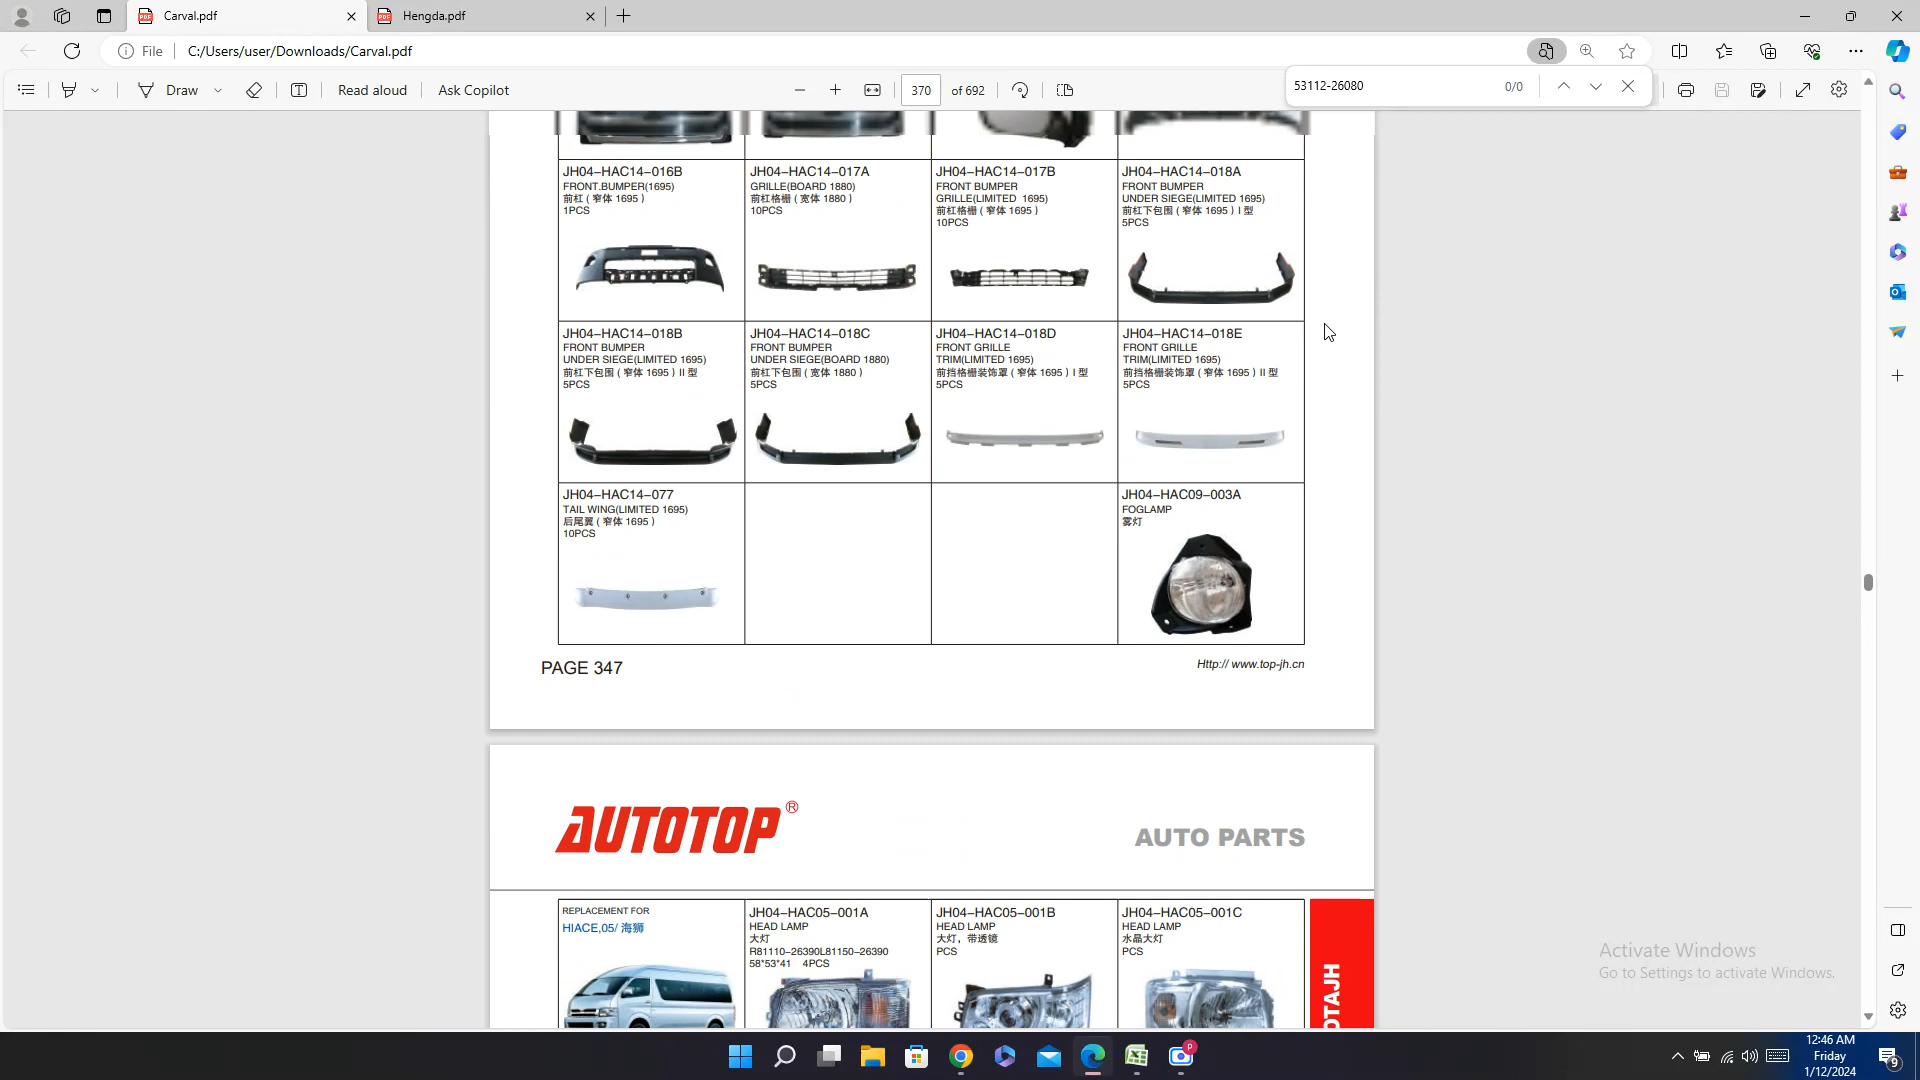 Carval.pdf
Hengda.pdf
File
C:/Users/user/Downloads/Carval.pdf
Draw
Read aloud
Ask Copilot
370
of 692
53112-26080
0/0
JH04-HAC14-016B
FRONT.BUMPER(1695)
前杠 ( 窄体 1695 )
1PCS
JH04-HAC14-017A
GRILLE(BOARD 1880)
前杠格栅 ( 宽体 1880 )
10PCS
JH04-HAC14-017B
FRONT BUMPER
GRILLE(LIMITED 1695)
前杠格栅 ( 窄体 1695 )
10PCS
JH04-HAC14-018A
FRONT BUMPER
UNDER SIEGE(LIMITED 1695)
前杠下包围 ( 窄体 1695 ) I 型
5PCS
JH04-HAC14-018B
FRONT BUMPER
UNDER SIEGE(LIMITED 1695)
前杠下包围 ( 窄体 1695 ) II 型
5PCS
JH04-HAC14-018C
FRONT BUMPER
UNDER SIEGE(BOARD 1880)
前杠下包围 ( 宽体 1880 )
5PCS
JH04-HAC14-018D
FRONT GRILLE
TRIM(LIMITED 1695)
前挡格栅装饰罩 ( 窄体 1695 ) I 型
5PCS
JH04-HAC14-018E
FRONT GRILLE
TRIM(LIMITED 1695)
前挡格栅装饰罩 ( 窄体 1695 ) II 型
5PCS
JH04-HAC14-077
TAIL WING(LIMITED 1695)
后尾翼 ( 窄体 1695 )
10PCS
JH04-HAC09-003A
FOGLAMP
雾灯
PAGE 347
Http:// www.top-jh.cn
AUTOTOP®
AUTO PARTS
REPLACEMENT FOR
HIACE,05/ 海狮
JH04-HAC05-001A
HEAD LAMP
大灯
R81110-26390L81150-26390
58*53*41 4PCS
JH04-HAC05-001B
HEAD LAMP
大灯，带透镜
PCS
JH04-HAC05-001C
HEAD LAMP
水晶大灯
PCS
OTAJH
Activate Windows
Go to Settings to activate Windows.
12:46 AM
Friday
1/12/2024
9